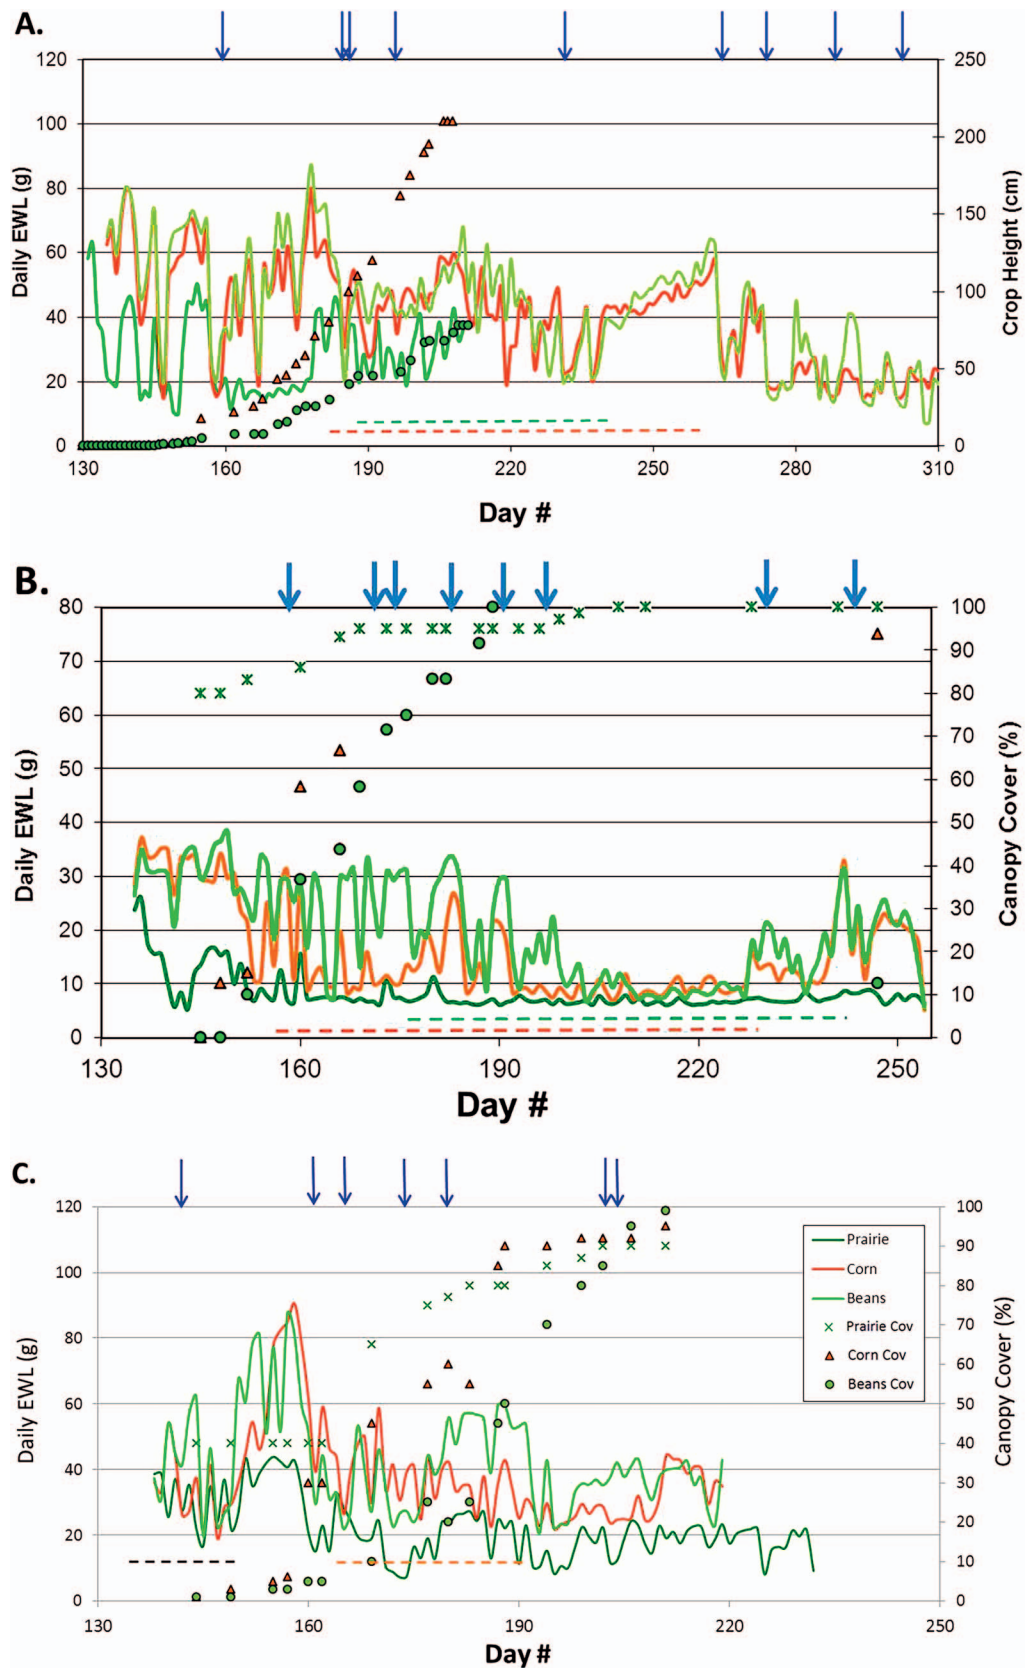 A.
120
100
80
60
40
20
0
Daily EWL (g)
250
200
150
100
50
0
Crop Height (cm)
130 160 190 220 250 280 310
Day #
B.
80
70
60
50
40
30
20
10
0
Daily EWL (g)
100
90
80
70
60
50
40
30
20
10
0
Canopy Cover (%)
130 160 190 220 250
Day #
C.
120
100
80
60
40
20
0
Daily EWL (g)
Prairie
Corn
Beans
Prairie Cov
Corn Cov
Beans Cov
100
90
80
70
60
50
40
30
20
10
0
Canopy Cover (%)
130 160 190 220 250
Day #